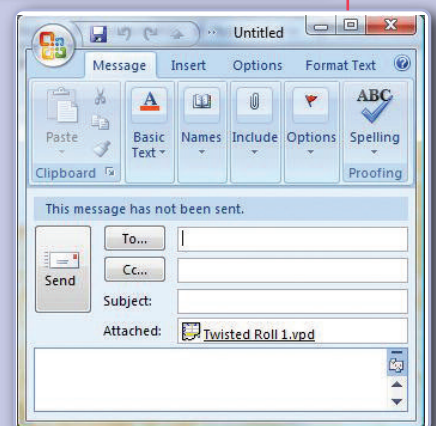 Untitled
Message Insert Options Format Text
Paste Basic Text Names Include Options ABC Spelling
Clipboard Proofing
This message has not been sent.
To...
Send
Cc...
Subject:
Attached: Twisted Roll 1.vpd